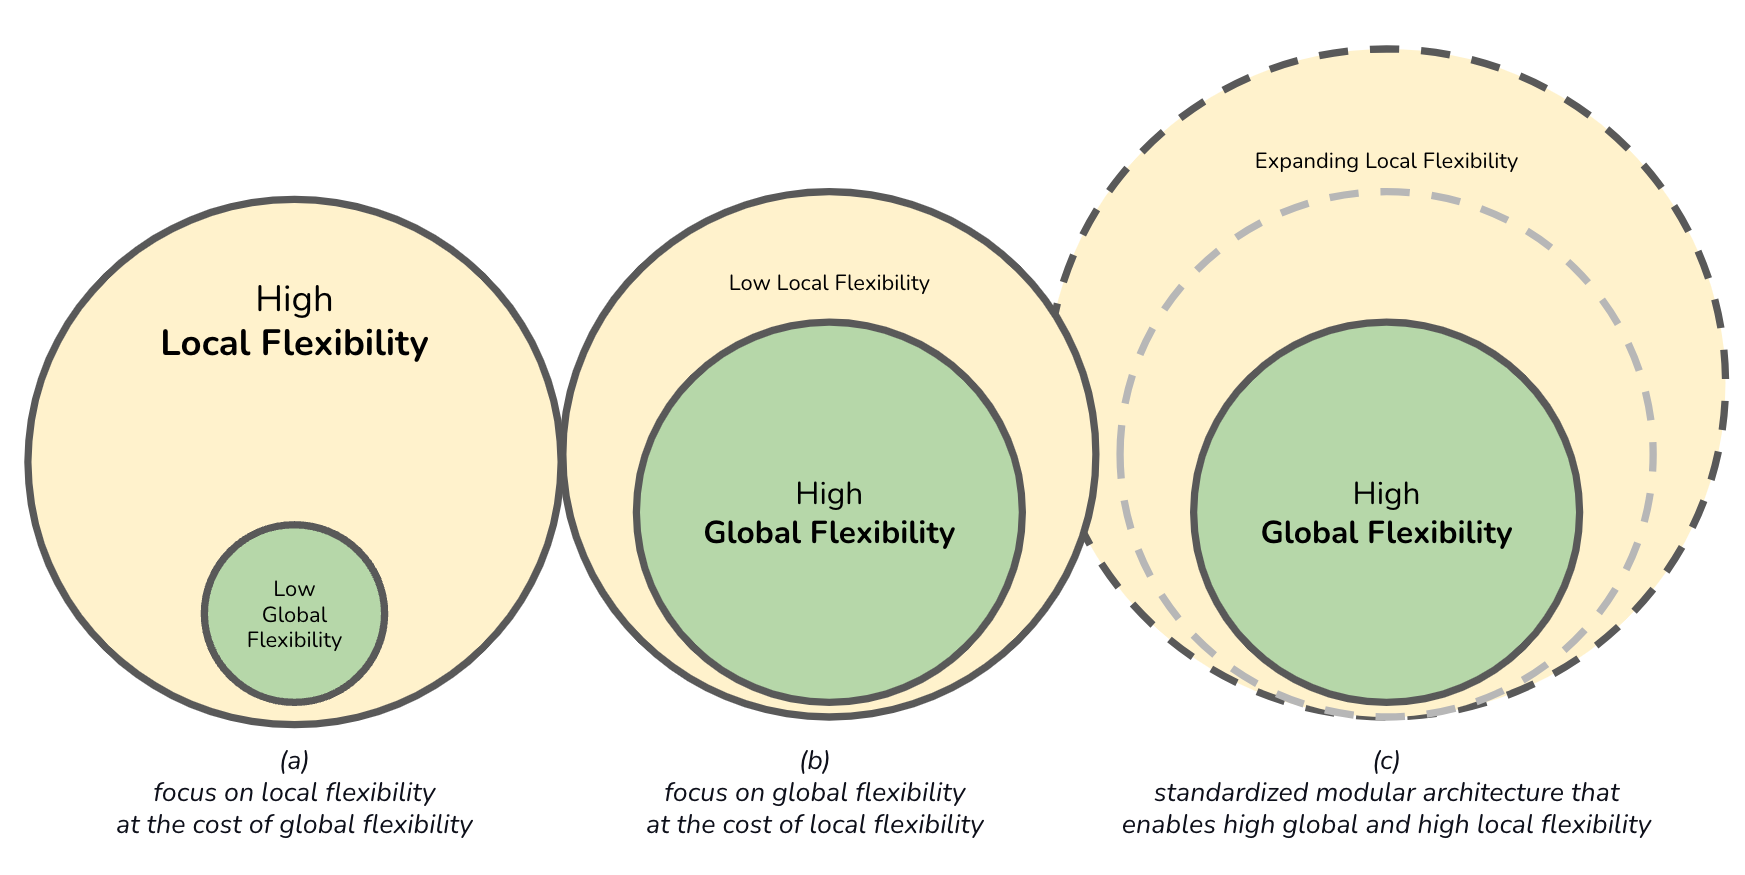 High
Local Flexibility
Low
Global
Flexibility
(a)
focus on local flexibility
at the cost of global flexibility
Low Local Flexibility
High
Global Flexibility
(b)
focus on global flexibility
at the cost of local flexibility
Expanding Local Flexibility
High
Global Flexibility
(c)
standardized modular architecture that
enables high global and high local flexibility